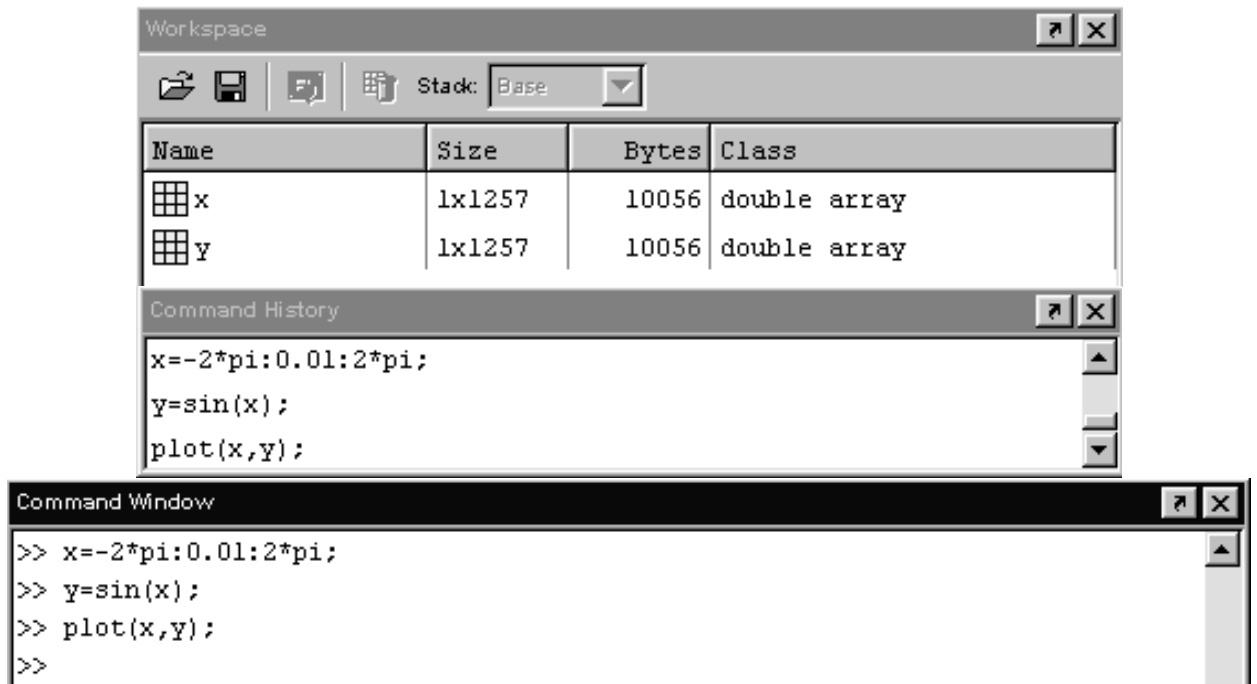 Workspace
Stack: Base
Name Size Bytes Class
x 1x1257 10056 double array
y 1x1257 10056 double array
Command History
x=-2*pi:0.01:2*pi;
y=sin(x);
plot(x,y);
Command Window
>> x=-2*pi:0.01:2*pi;
>> y=sin(x);
>> plot(x,y);
>>